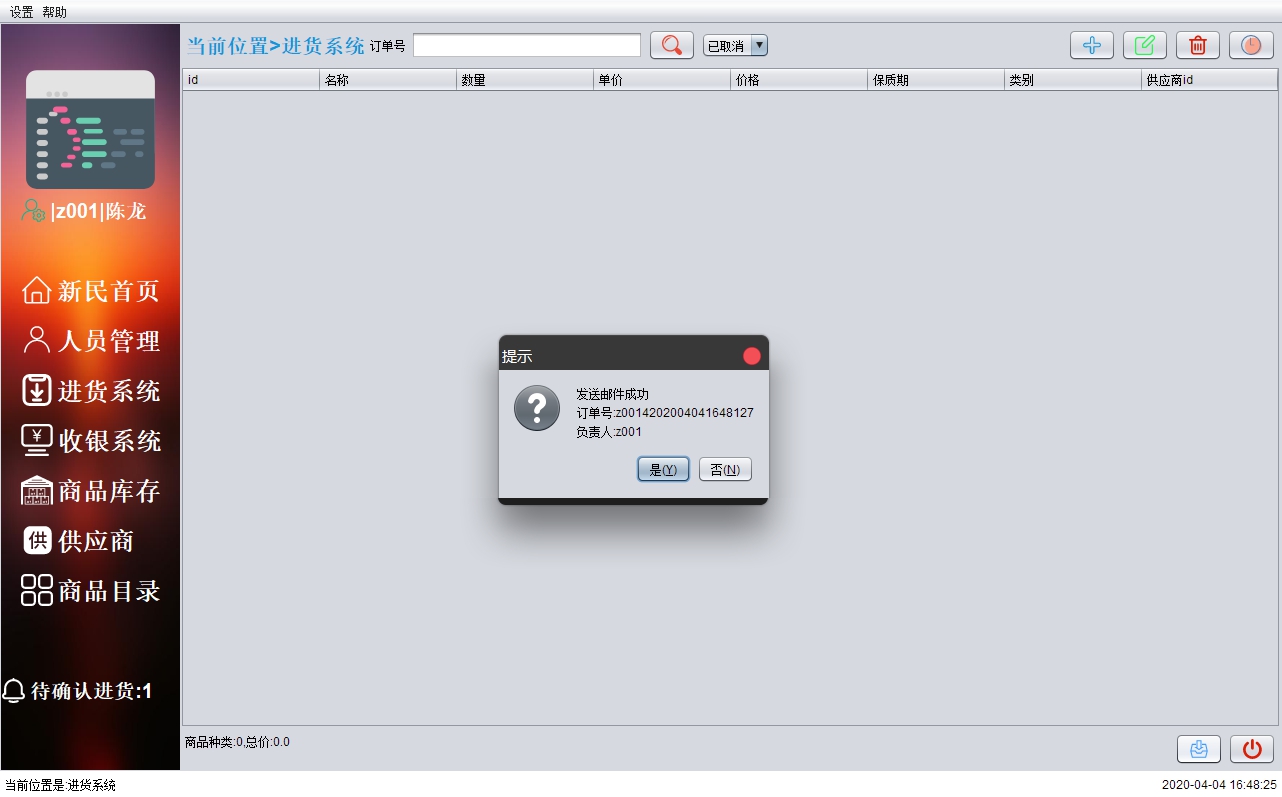 设置 帮助
当前位置>进货系统 订单号 已取消
id 名称 数量 单价 价格 保质期 类别 供应商id
|z001|陈龙
新民首页
人员管理
进货系统
收银系统
商品库存
供 供应商
商品目录
待确认进货:1
提示
发送邮件成功
订单号:z0014202004041648127
负责人:z001
是(Y) 否(N)
商品种类:0,总价:0.0
当前位置是:进货系统 2020-04-04 16:48:25